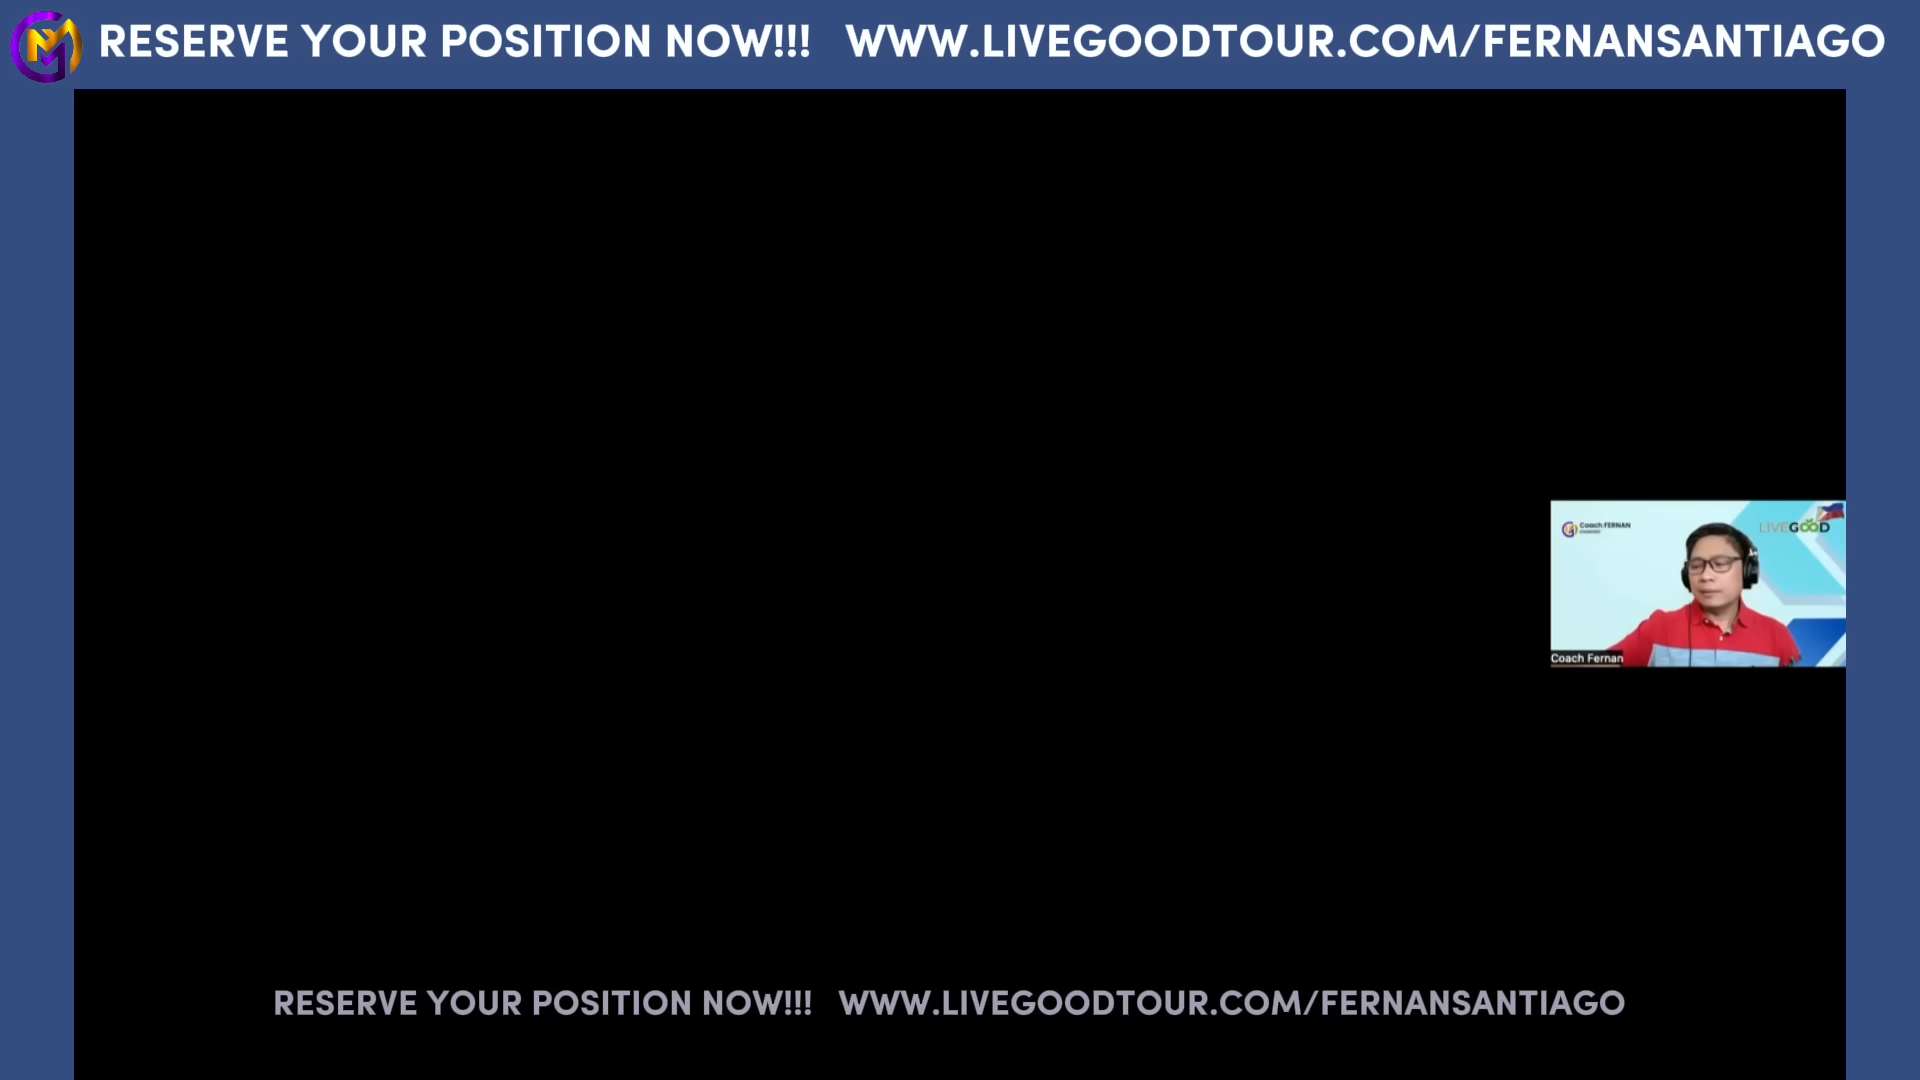 RESERVE YOUR POSITION NOW!!! WWW.LIVEGOODTOUR.COM/FERNANSANTIAGO
Coach FERNAN
LIVEGOOD
Coach Fernan
RESERVE YOUR POSITION NOW!!! WWW.LIVEGOODTOUR.COM/FERNANSANTIAGO